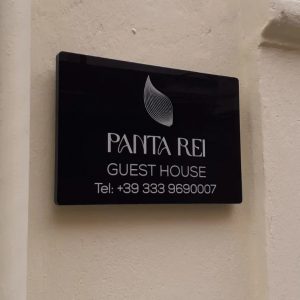 PANTA REI
GUEST HOUSE
Tel: +39 333 9690007